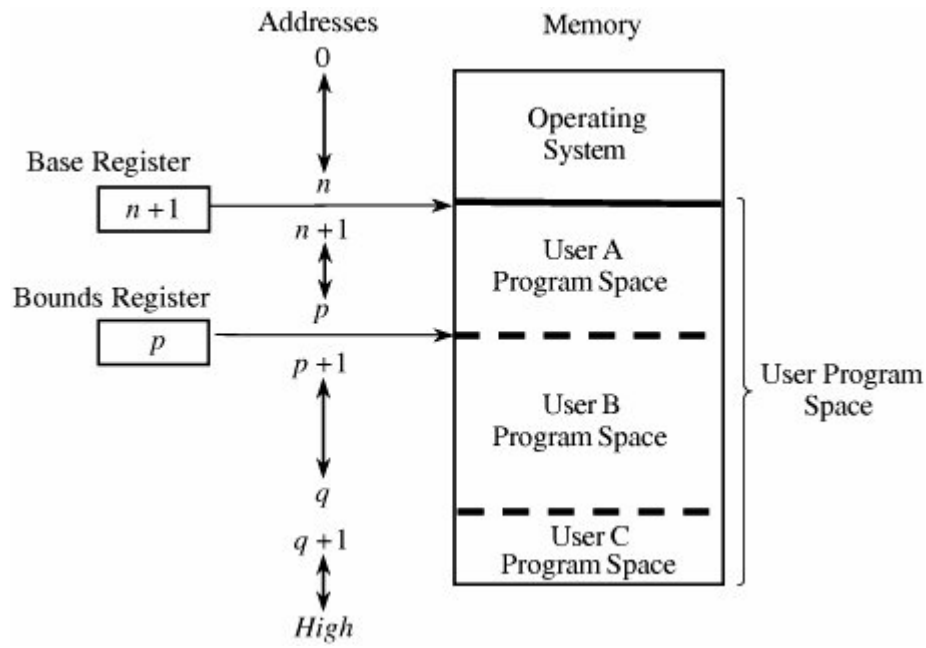 Addresses
Memory
0
Operating
System
Base Register
n
n + 1
n + 1
User A
Program Space
Bounds Register
p
p
p + 1
User Program
Space
User B
Program Space
q
q + 1
User C
Program Space
High